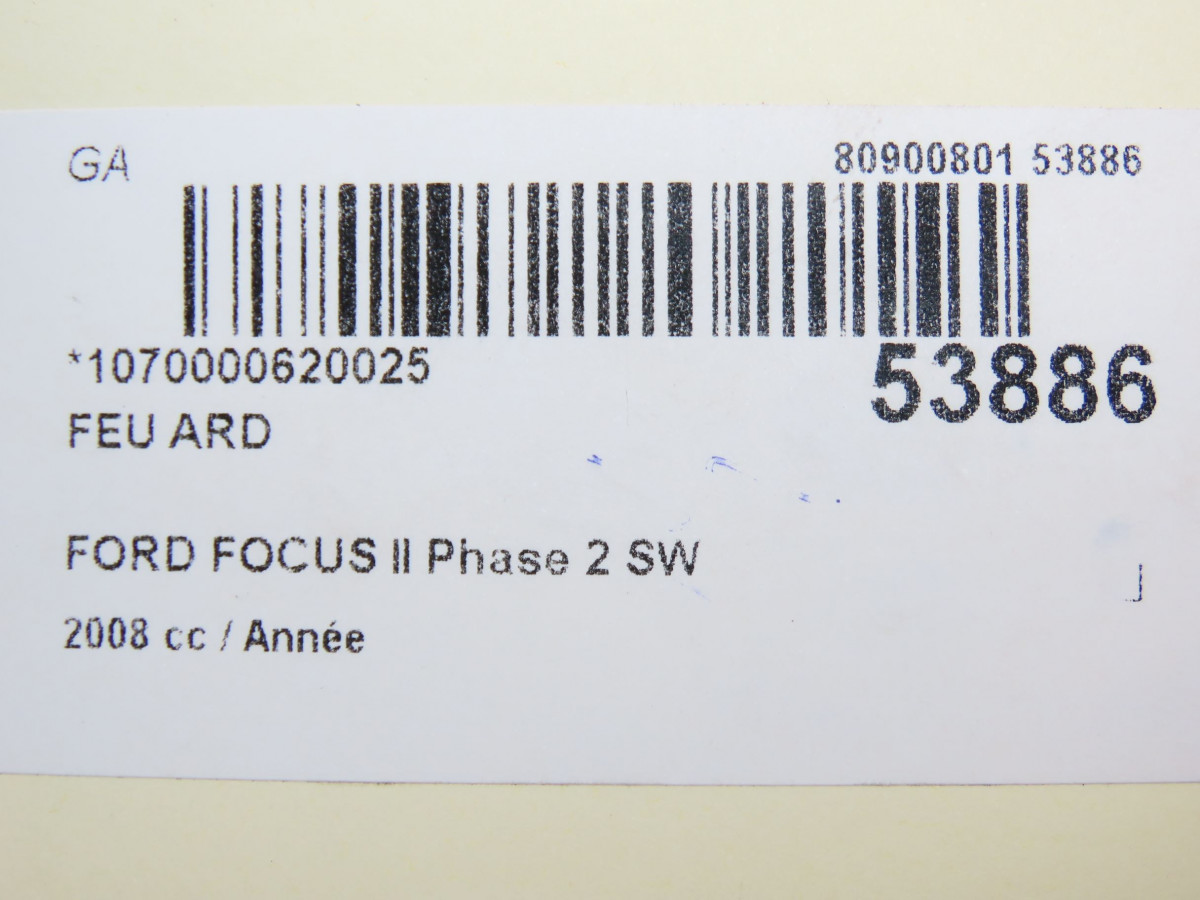 GA
80900801 53886
*1070000620025
53886
FEU ARD
FORD FOCUS II Phase 2 SW
2008 cc / Année